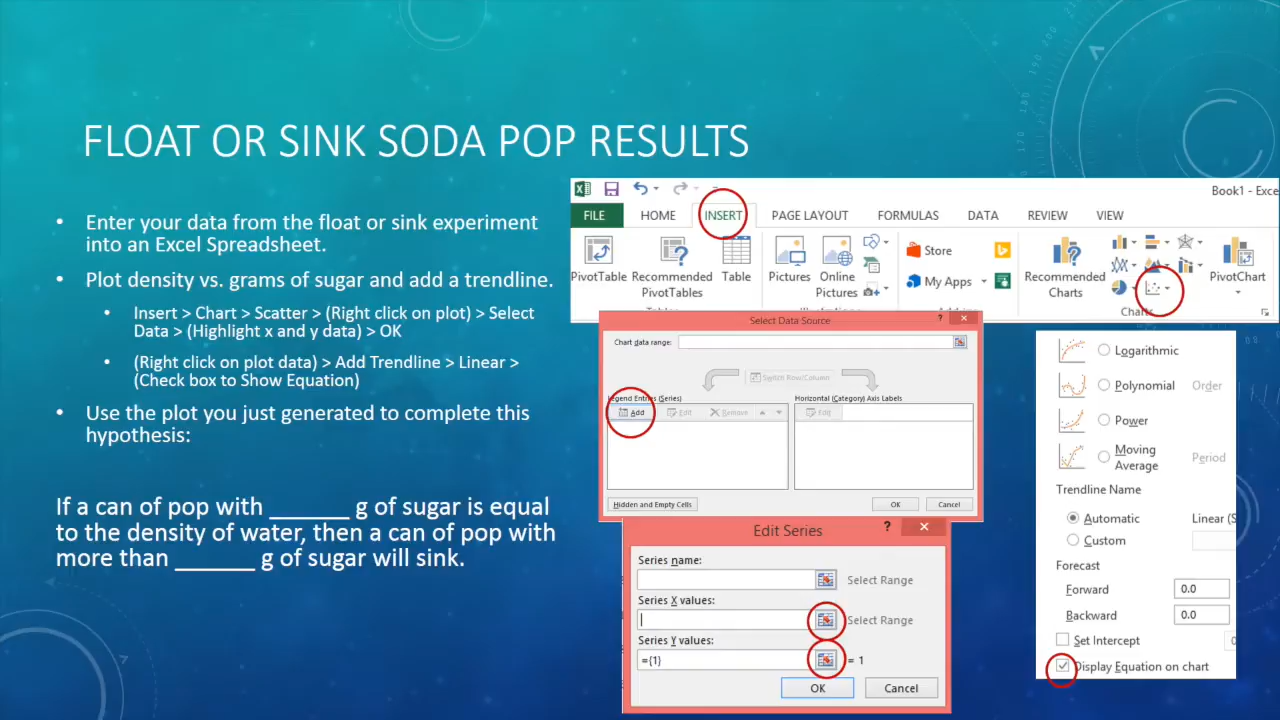 FLOAT OR SINK SODA POP RESULTS
• Enter your data from the float or sink experiment
into an Excel Spreadsheet.
• Plot density vs. grams of sugar and add a trendline.
• Insert > Chart > Scatter > (Right click on plot) > Select
Data > (Highlight x and y data) > OK
• (Right click on plot data) > Add Trendline > Linear >
(Check box to Show Equation)
• Use the plot you just generated to complete this
hypothesis:
If a can of pop with ______ g of sugar is equal
to the density of water, then a can of pop with
more than ______ g of sugar will sink.
Book1 - Exce
FILE HOME INSERT PAGE LAYOUT FORMULAS DATA REVIEW VIEW
PivotTable Recommended PivotTables Table
Pictures Online Pictures
Store
My Apps
Recommended Charts
PivotChart
Charts
Select Data Source ? ×
Chart data range:
Switch Row/Column
Legend Entries (Series) Horizontal (Category) Axis Labels
Add Edit Remove Edit
Hidden and Empty Cells OK Cancel
Edit Series ? ×
Series name:
Select Range
Series X values:
Select Range
Series Y values:
={1} = 1
OK Cancel
Logarithmic
Polynomial Order
Power
Moving
Average Period
Trendline Name
Automatic Linear (S
Custom
Forecast
Forward 0.0
Backward 0.0
Set Intercept
Display Equation on chart